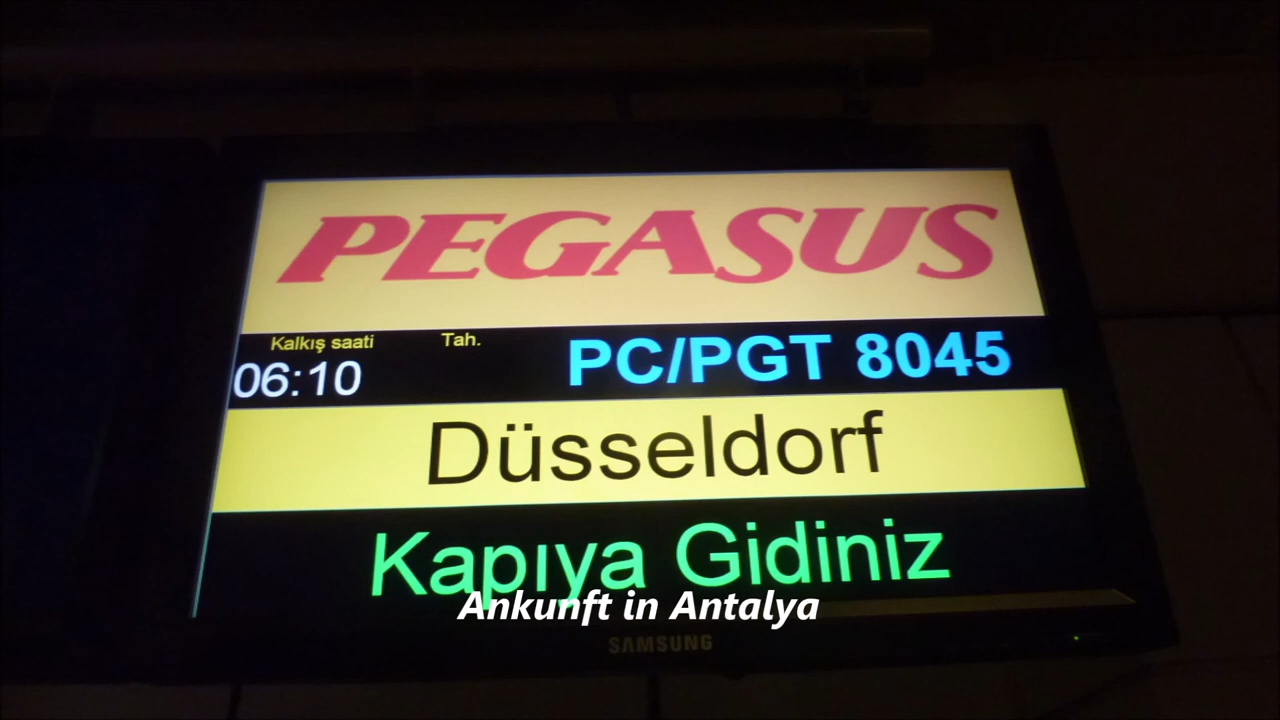 PEGASUS
Kalkış saati Tah.
06:10 PC/PGT 8045
Düsseldorf
Kapıya Gidiniz
Ankunft in Antalya
SAMSUNG